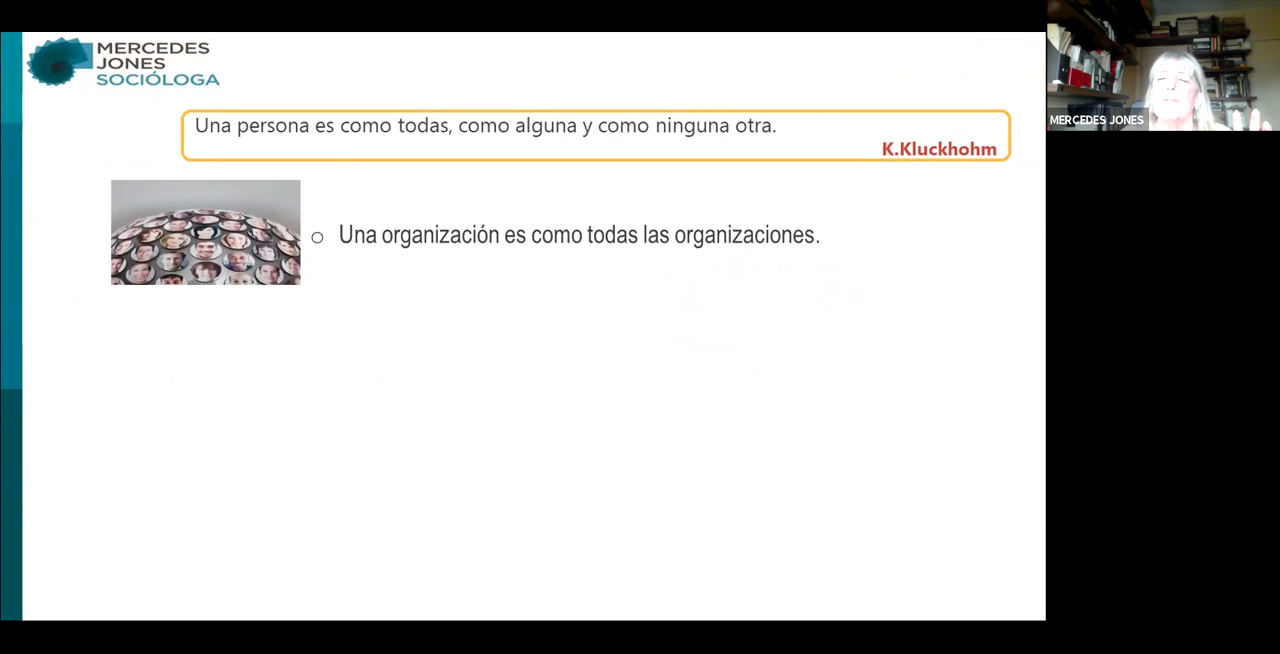 MERCEDES
JONES
SOCIÓLOGA
Una persona es como todas, como alguna y como ninguna otra.
K.Kluckhohm
o Una organización es como todas las organizaciones.
MERCEDES JONES